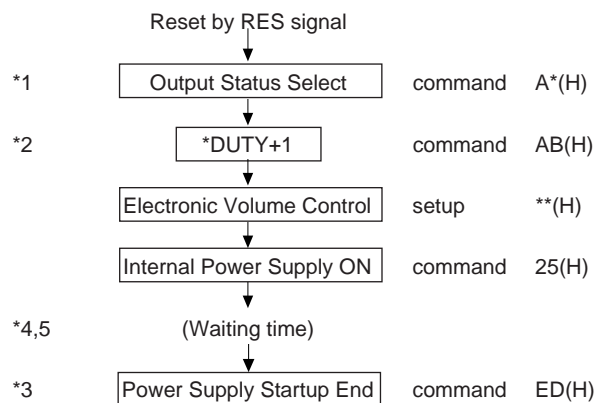 Reset by RES signal
*1 Output Status Select command A*(H)
*2 *DUTY+1 command AB(H)
Electronic Volume Control setup **(H)
Internal Power Supply ON command 25(H)
*4,5 (Waiting time)
*3 Power Supply Startup End command ED(H)